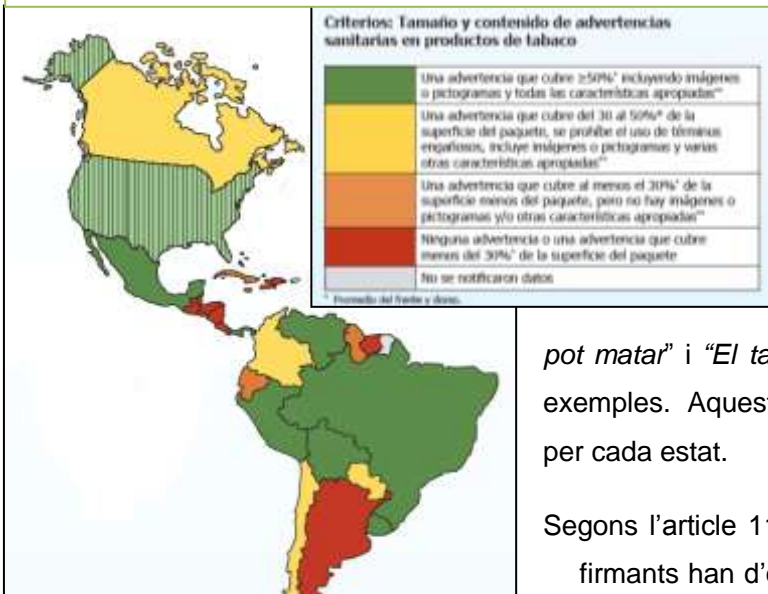 Criterios: Tamaño y contenido de advertencias
sanitarias en productos de tabaco
Una advertencia que cubre ≥50%* incluyendo imágenes
o pictogramas y todas las características apropiadas**
Una advertencia que cubre del 30 al 50%* de la
superficie del paquete, se prohíbe el uso de términos
engañosos, incluye imágenes o pictogramas y varias
otras características apropiadas**
Una advertencia que cubre al menos el 30%* de la
superficie menos del paquete, pero no hay imágenes o
pictogramas y/o otras características apropiadas**
Ninguna advertencia o una advertencia que cubre
menos del 30%* de la superficie del paquete
No se notificaron datos
* Promedio del frente y dorso.
pot matar” i “El ta
exemples. Aquest
per cada estat.
Segons l’article 11
firmants han d’e